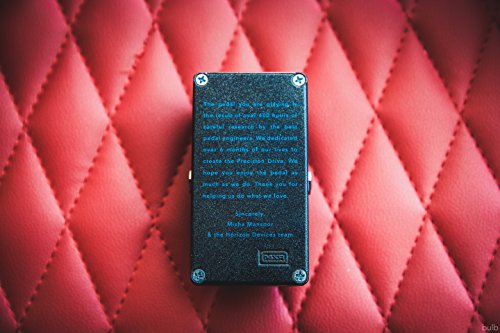 The pedal you are playing is
the result of over 400 hours of
careful research by the best
pedal engineers. We dedicated
over 6 months of our lives to
create the Precision Drive. We
hope you enjoy the pedal as
much as we do. Thank you for
helping us do what we love.
Sincerely,
Misha Mansoor
& the Horizon Devices team
bulb